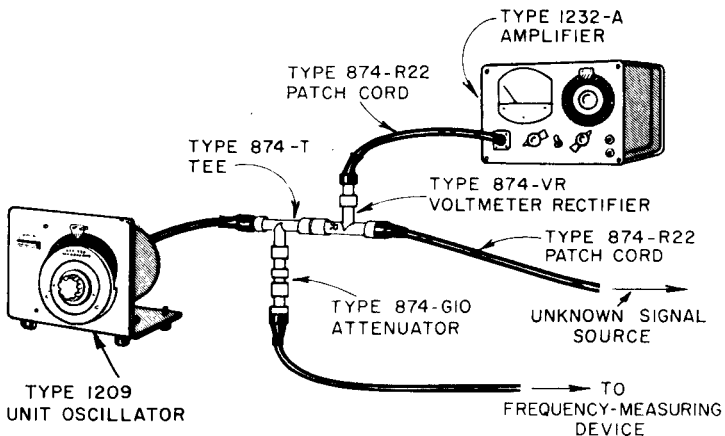 TYPE 1232-A
AMPLIFIER
TYPE 874-R22
PATCH CORD
TYPE 874-T
TEE
TYPE 874-VR
VOLTMETER RECTIFIER
TYPE 874-R22
PATCH CORD
TYPE 874-G10
ATTENUATOR
UNKNOWN SIGNAL
SOURCE
TYPE 1209
UNIT OSCILLATOR
TO
FREQUENCY-MEASURING
DEVICE